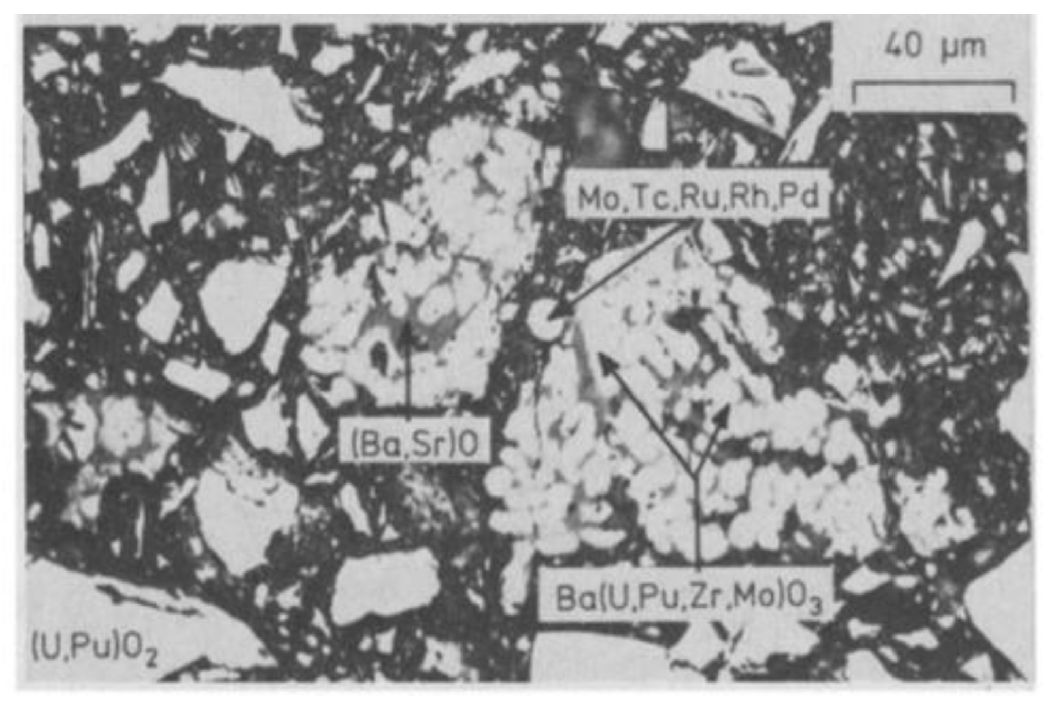 40 µm
Mo,Tc,Ru,Rh,Pd
(Ba,Sr)O
Ba(U,Pu,Zr,Mo)O₃
(U,Pu)O₂